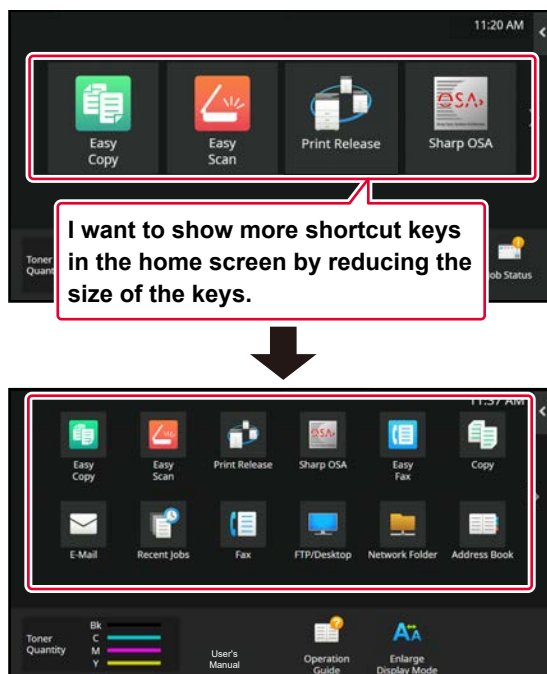 11:20 AM
Easy
Copy
Easy
Scan
Print Release
OSA
Sharp OSA
I want to show more shortcut keys
in the home screen by reducing the
size of the keys.
Toner
Job Status
11:37 AM
OSA
Easy
Copy
Easy
Scan
Print Release
Sharp OSA
Easy
Fax
Copy
E-Mail
Recent Jobs
Fax
FTP/Desktop
Network Folder
Address Book
Toner
Quantity
Bk
C
M
Y
User's
Manual
Operation
Guide
Enlarge
Display Mode